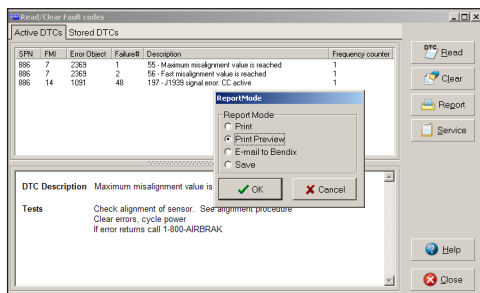 Read/Clear Fault codes
Active DTCs Stored DTCs
SPN FMI Error Object Failure# Description Frequency counter
886 7 2369 1 55 - Maximum misalignment value is reached 1
886 7 2369 2 56 - Fast misalignment value is reached 1
886 14 1091 48 197 - J1939 signal error: CC active 1
DTC Read
Clear
Report
Service
ReportMode
Report Mode
Print
Print Preview
E-mail to Bendix
Save
OK Cancel
DTC Description Maximum misalignment value is
Tests Check alignment of sensor. See alignment procedure
Clear errors, cycle power
If error returns call 1-800-AIRBRAK
Help
Close